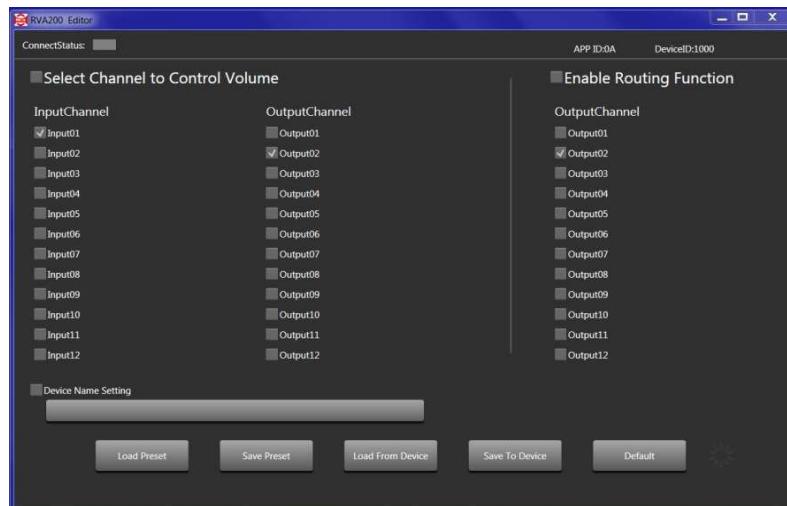 RVA200 Editor
ConnectStatus:
APP ID:0A DeviceID:1000
Select Channel to Control Volume
Enable Routing Function
InputChannel OutputChannel OutputChannel
Input01 Output01 Output01
Input02 Output02 Output02
Input03 Output03 Output03
Input04 Output04 Output04
Input05 Output05 Output05
Input06 Output06 Output06
Input07 Output07 Output07
Input08 Output08 Output08
Input09 Output09 Output09
Input10 Output10 Output10
Input11 Output11 Output11
Input12 Output12 Output12
Device Name Setting
Load Preset Save Preset Load From Device Save To Device Default